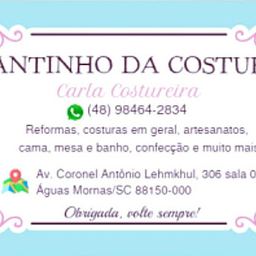 ANTINHO DA COSTU
Carla Costureira
(48) 98464-2834
Reformas, costuras em geral, artesanatos,
cama, mesa e banho, confecção e muito mais
Av. Coronel Antônio Lehmkhul, 306 sala 0
Águas Mornas/SC 88150-000
Obrigada, volte sempre!